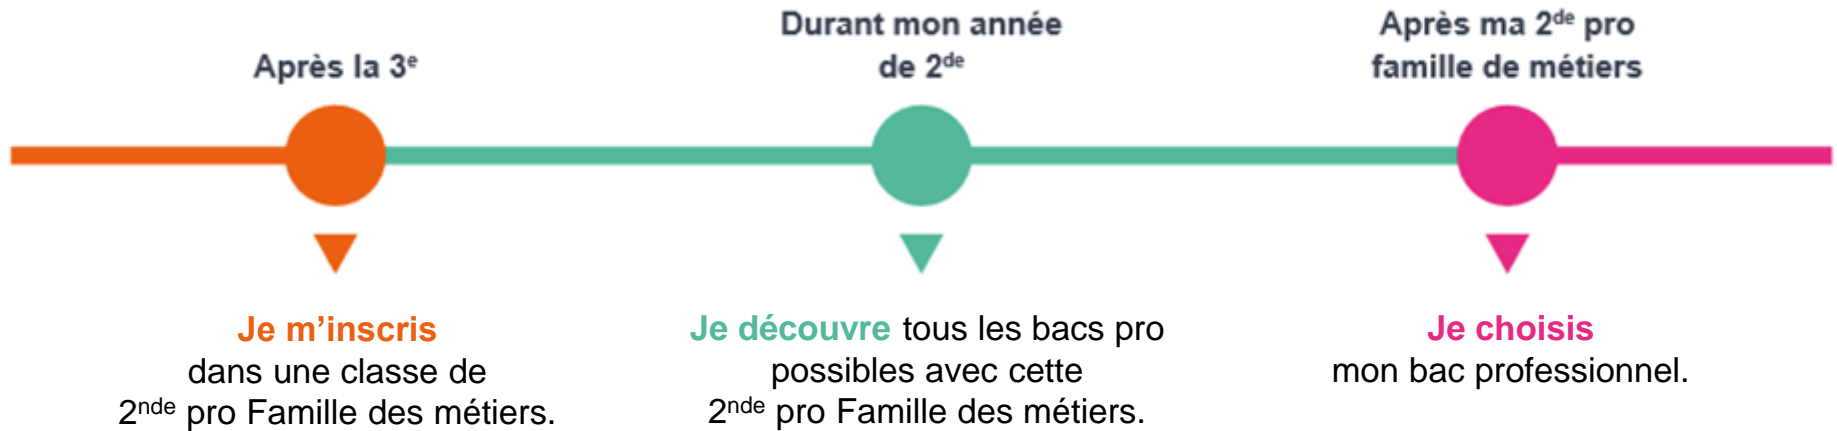 Après la 3e
Durant mon année
de 2de
Après ma 2de pro
famille de métiers
Je m’inscris
dans une classe de
2nde pro Famille des métiers.
Je découvre tous les bacs pro
possibles avec cette
2nde pro Famille des métiers.
Je choisis
mon bac professionnel.